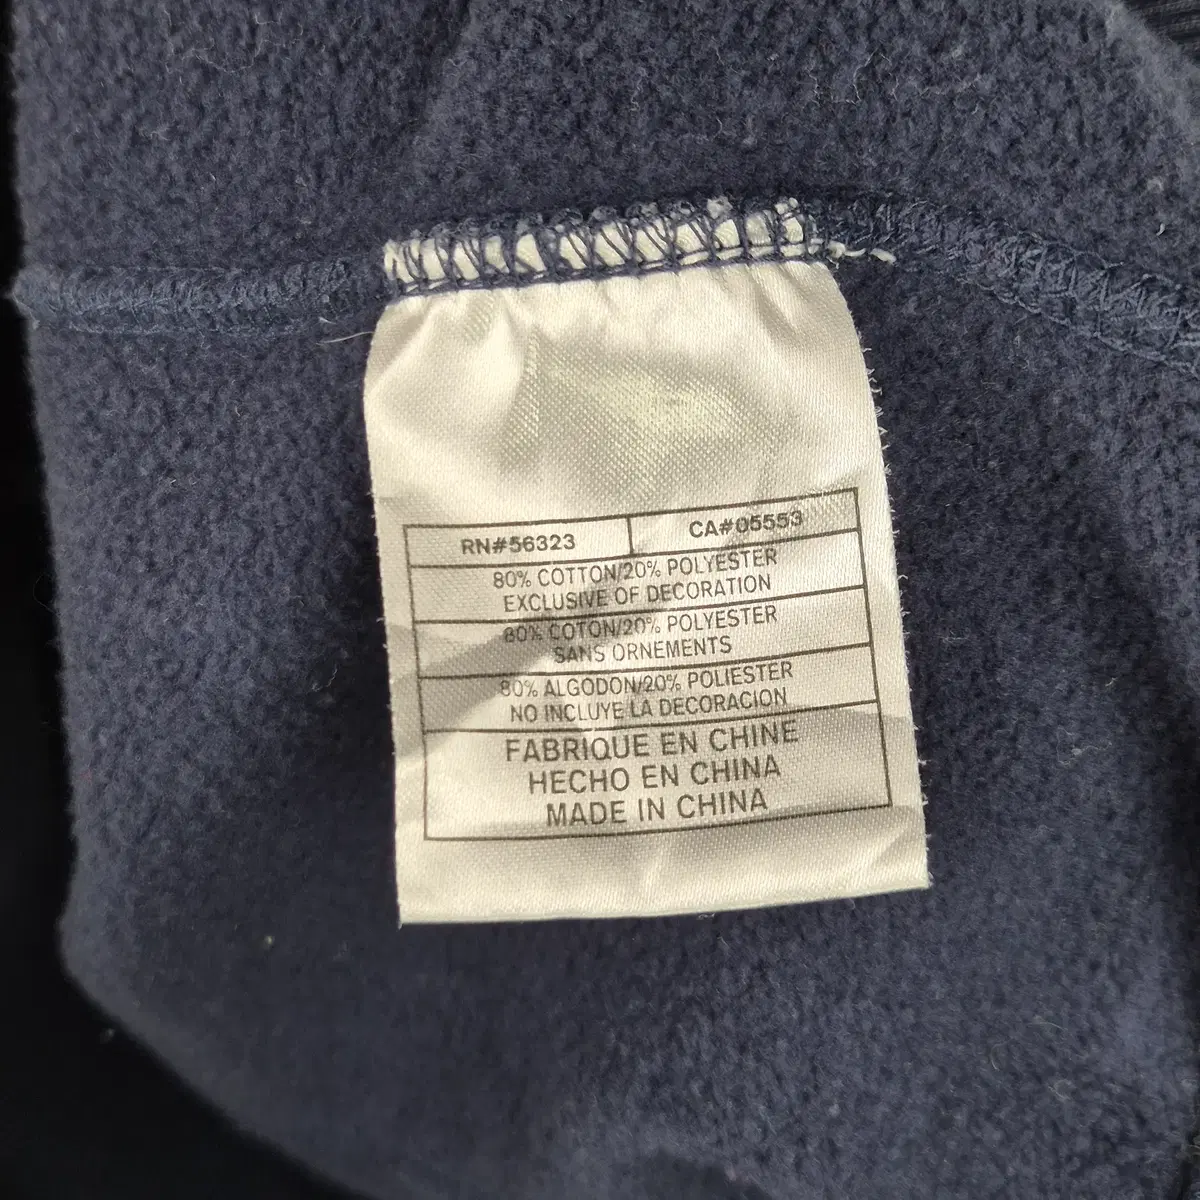 RN#56323 CA#05553
80% COTTON/20% POLYESTER
EXCLUSIVE OF DECORATION
80% COTON/20% POLYESTER
SANS ORNEMENTS
80% ALGODON/20% POLIESTER
NO INCLUYE LA DECORACION
FABRIQUE EN CHINE
HECHO EN CHINA
MADE IN CHINA